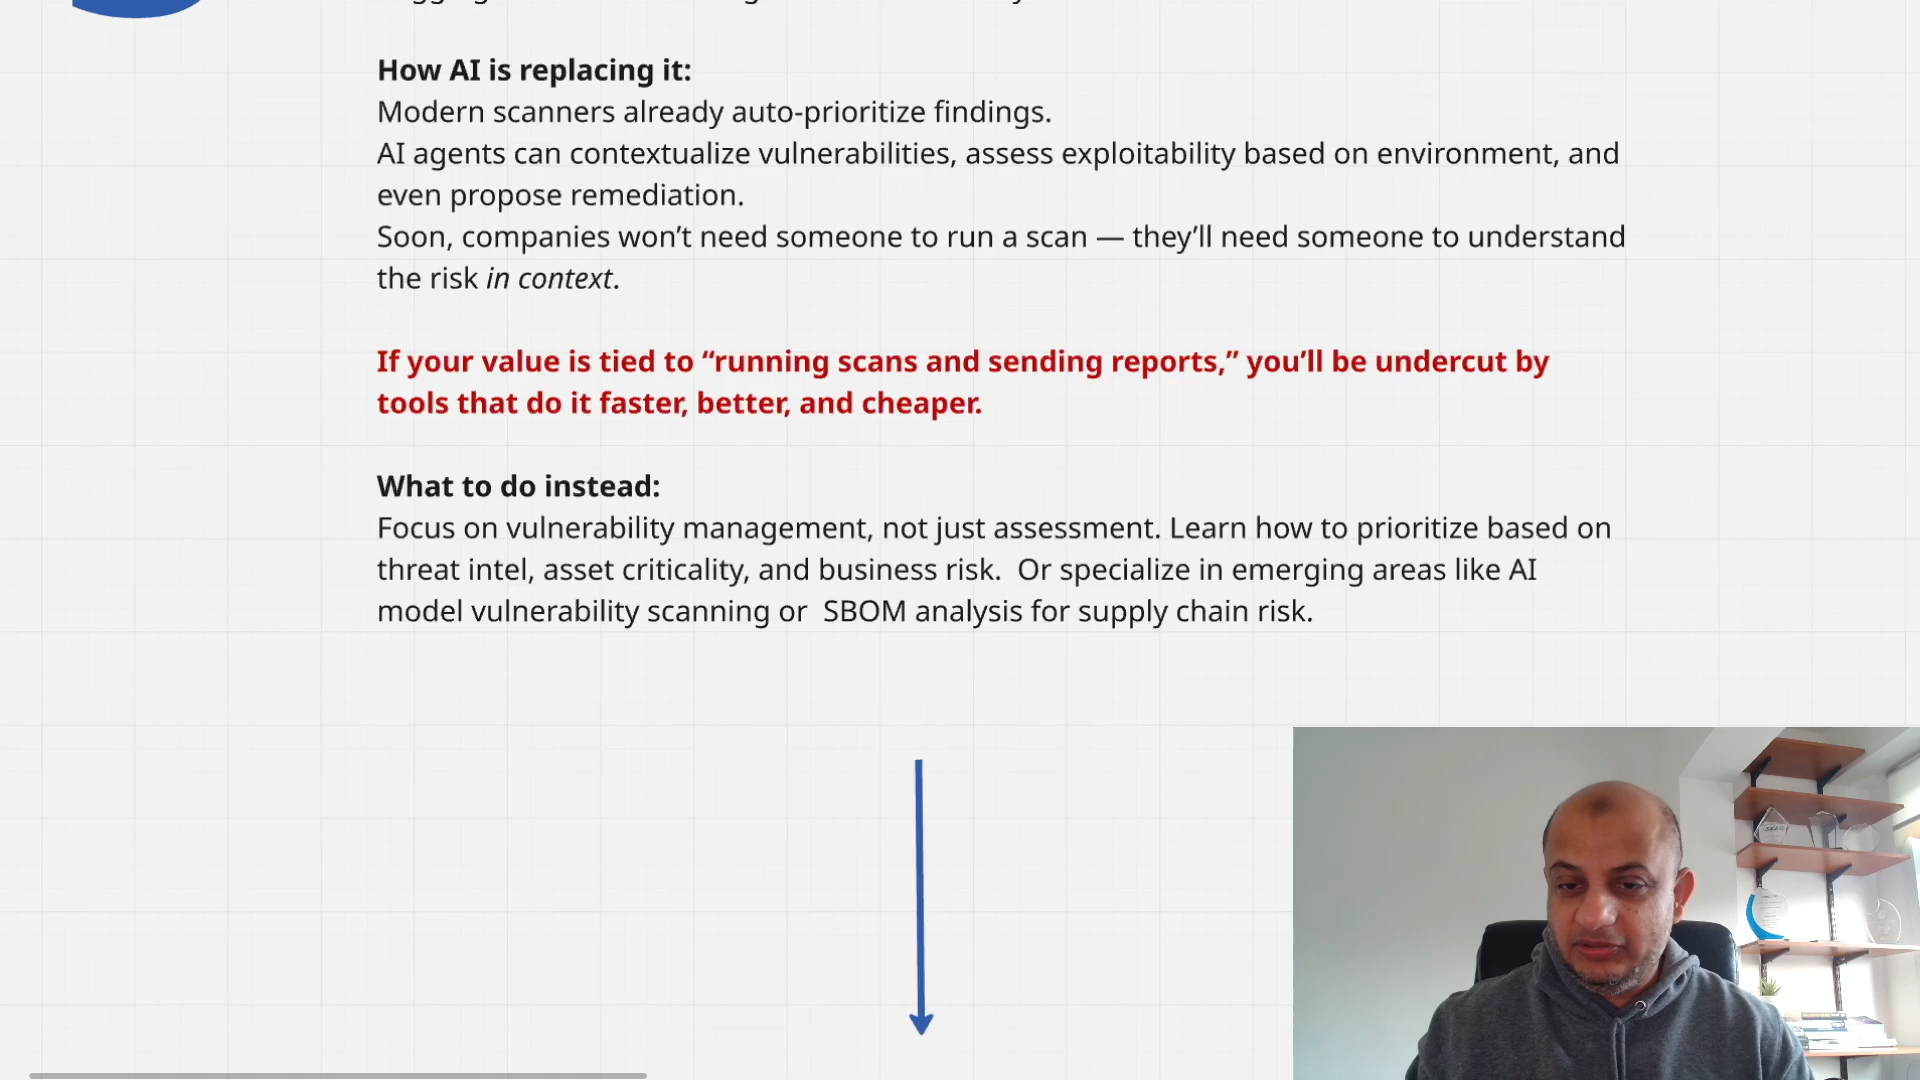 How AI is replacing it:
Modern scanners already auto-prioritize findings.
AI agents can contextualize vulnerabilities, assess exploitability based on environment, and
even propose remediation.
Soon, companies won’t need someone to run a scan — they’ll need someone to understand
the risk in context.
If your value is tied to “running scans and sending reports,” you’ll be undercut by
tools that do it faster, better, and cheaper.
What to do instead:
Focus on vulnerability management, not just assessment. Learn how to prioritize based on
threat intel, asset criticality, and business risk.  Or specialize in emerging areas like AI
model vulnerability scanning or  SBOM analysis for supply chain risk.